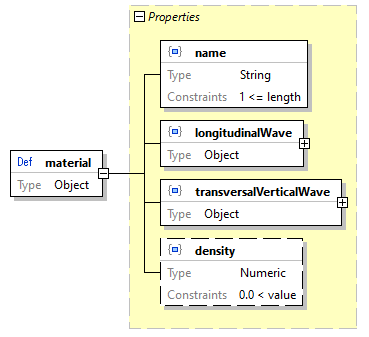 Properties
name
Type String
Constraints 1 <= length
longitudinalWave
Type Object
Def material
Type Object
transversalVerticalWave
Type Object
density
Type Numeric
Constraints 0.0 < value